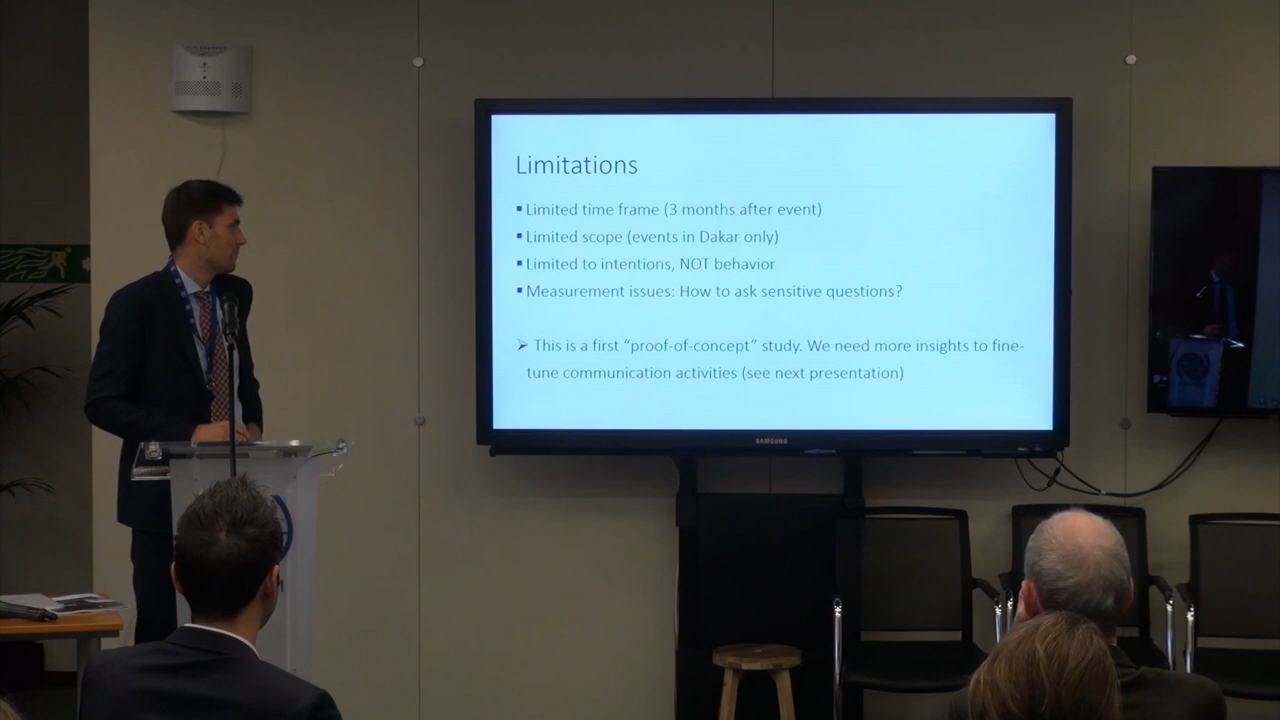 Limitations
▪ Limited time frame (3 months after event)
▪ Limited scope (events in Dakar only)
▪ Limited to intentions, NOT behavior
▪ Measurement issues: How to ask sensitive questions?
➢ This is a first “proof-of-concept” study. We need more insights to fine-
tune communication activities (see next presentation)
SAMSUNG